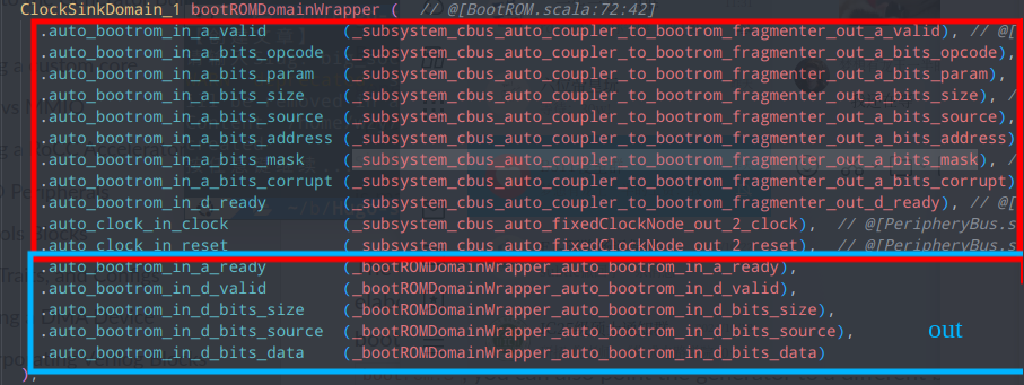 ClockSinkDomain_1 bootROMDomainWrapper ( // @[BootROM.scala:72:42]
.auto_bootrom_in_a_valid (_subsystem_cbus_auto_coupler_to_bootrom_fragmenter_out_a_valid), // @[
.auto_bootrom_in_a_bits_opcode (_subsystem_cbus_auto_coupler_to_bootrom_fragmenter_out_a_bits_opcode),
.auto_bootrom_in_a_bits_param (_subsystem_cbus_auto_coupler_to_bootrom_fragmenter_out_a_bits_param),
.auto_bootrom_in_a_bits_size (_subsystem_cbus_auto_coupler_to_bootrom_fragmenter_out_a_bits_size), /
.auto_bootrom_in_a_bits_source (_subsystem_cbus_auto_coupler_to_bootrom_fragmenter_out_a_bits_source),
.auto_bootrom_in_a_bits_address (_subsystem_cbus_auto_coupler_to_bootrom_fragmenter_out_a_bits_address)
.auto_bootrom_in_a_bits_mask (_subsystem_cbus_auto_coupler_to_bootrom_fragmenter_out_a_bits_mask), /
.auto_bootrom_in_a_bits_corrupt (_subsystem_cbus_auto_coupler_to_bootrom_fragmenter_out_a_bits_corrupt)
.auto_bootrom_in_d_ready (_subsystem_cbus_auto_coupler_to_bootrom_fragmenter_out_d_ready), // @[
.auto_clock_in_clock (_subsystem_cbus_auto_fixedClockNode_out_2_clock), // @[PeripheryBus.s
.auto_clock_in_reset (_subsystem_cbus_auto_fixedClockNode_out_2_reset), // @[PeripheryBus.s
.auto_bootrom_in_a_ready (_bootROMDomainWrapper_auto_bootrom_in_a_ready),
.auto_bootrom_in_d_valid (_bootROMDomainWrapper_auto_bootrom_in_d_valid),
.auto_bootrom_in_d_bits_size (_bootROMDomainWrapper_auto_bootrom_in_d_bits_size),
.auto_bootrom_in_d_bits_source (_bootROMDomainWrapper_auto_bootrom_in_d_bits_source),
out
.auto_bootrom_in_d_bits_data (_bootROMDomainWrapper_auto_bootrom_in_d_bits_data)
);